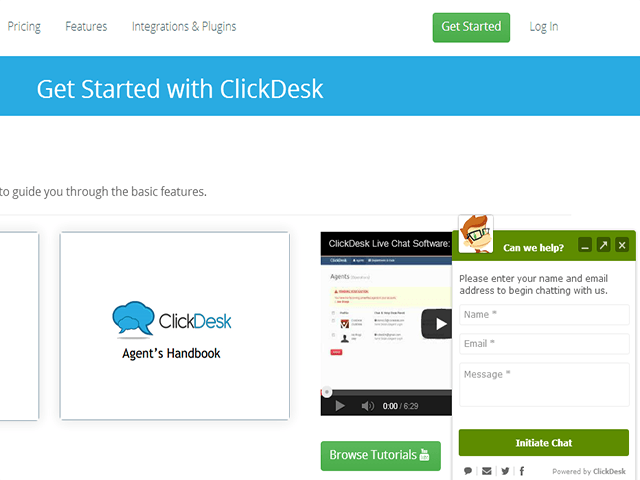 Pricing
Features
Integrations & Plugins
Get Started
Log In
Get Started with ClickDesk
to guide you through the basic features.
ClickDesk
Agent's Handbook
ClickDesk Live Chat Software:
ClickDesk
Agents
0:00 / 6:29
Browse Tutorials
Can we help?
Please enter your name and email
address to begin chatting with us.
Name *
Email *
Message *
Initiate Chat
Powered by ClickDesk